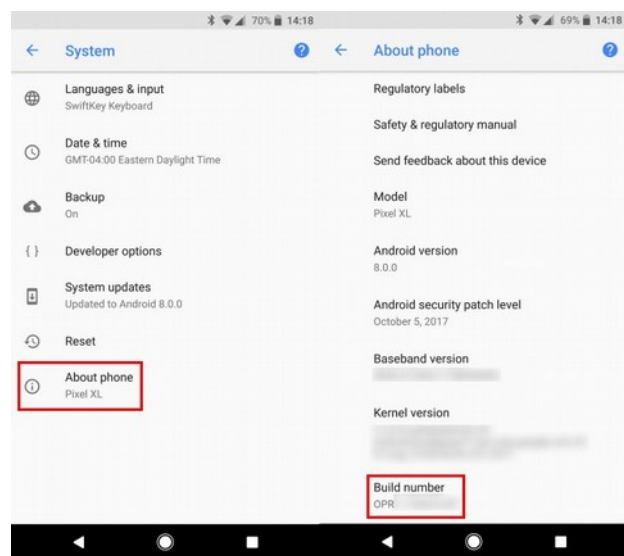 70% 14:18
System
Languages & input
SwiftKey Keyboard
Date & time
GMT-04:00 Eastern Daylight Time
Backup
On
{ } Developer options
System updates
Updated to Android 8.0.0
Reset
About phone
Pixel XL
69% 14:18
About phone
Regulatory labels
Safety & regulatory manual
Send feedback about this device
Model
Pixel XL
Android version
8.0.0
Android security patch level
October 5, 2017
Baseband version
Kernel version
Build number
OPR